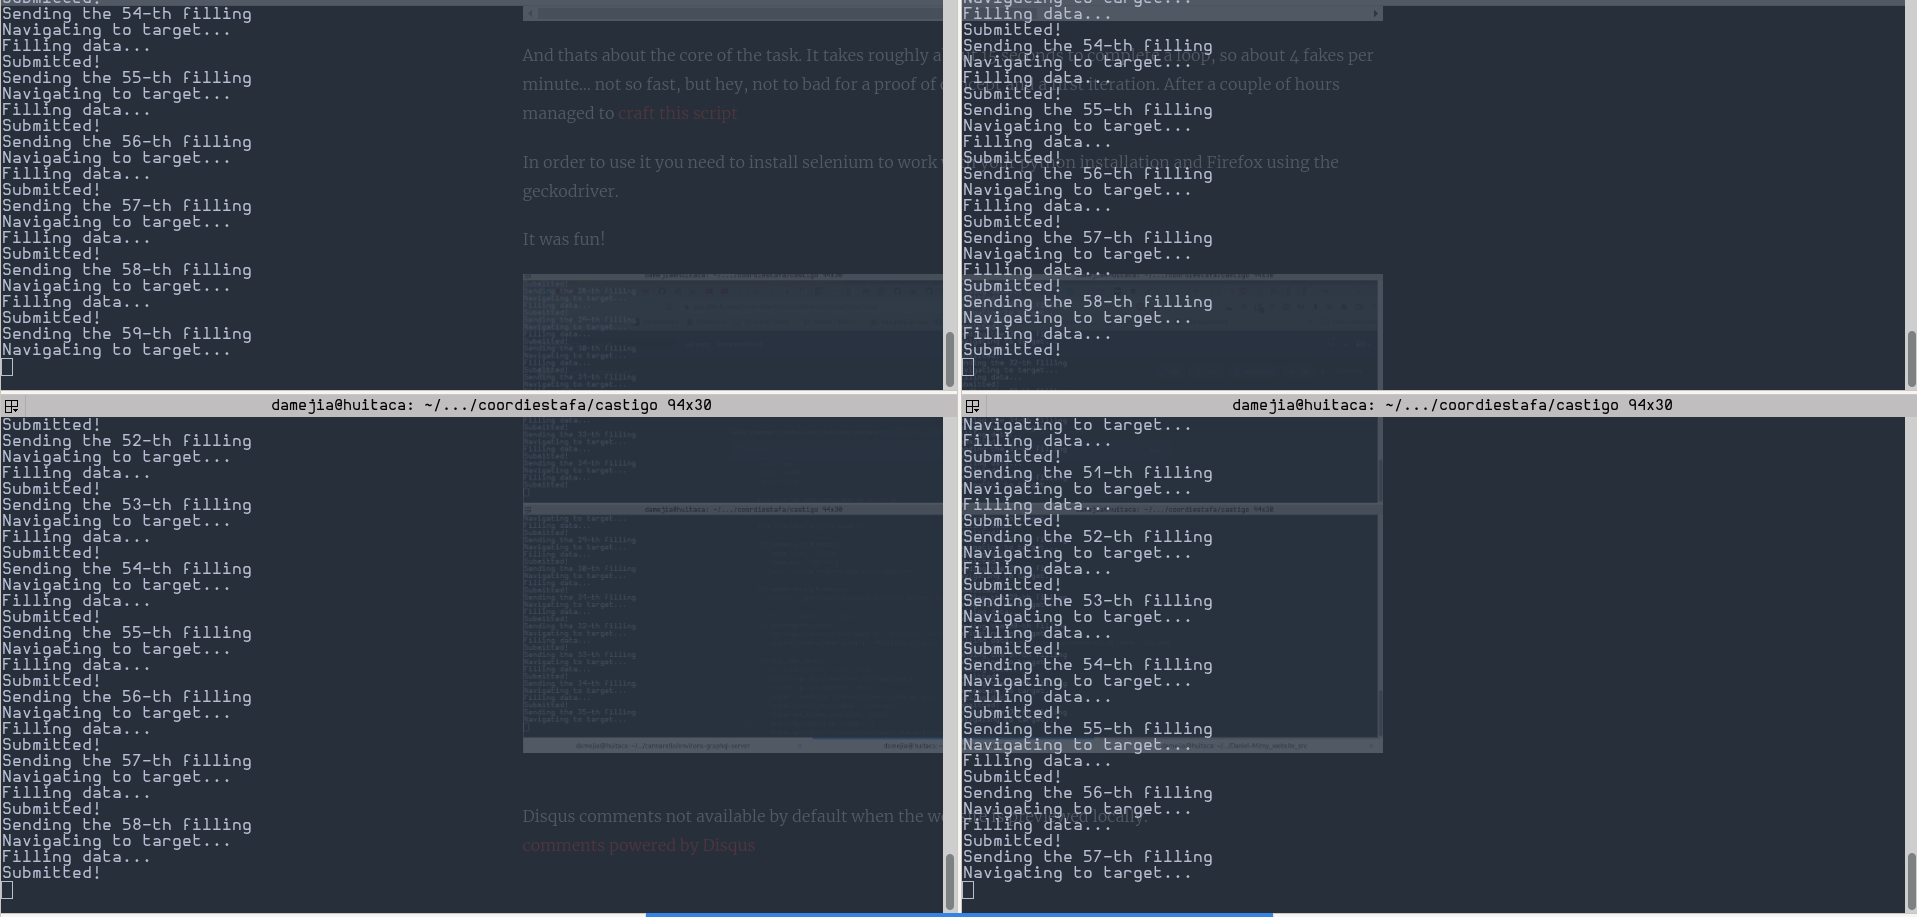 Submitted!
Sending the 54-th filling
Navigating to target...
Filling data...
Submitted!
Sending the 55-th filling
Navigating to target...
Filling data...
Submitted!
Sending the 56-th filling
Navigating to target...
Filling data...
Submitted!
Sending the 57-th filling
Navigating to target...
Filling data...
Submitted!
Sending the 58-th filling
Navigating to target...
Filling data...
Submitted!
Sending the 59-th filling
Navigating to target...
Navigating to target...
Filling data...
Submitted!
Sending the 54-th filling
Navigating to target...
Filling data...
Submitted!
Sending the 55-th filling
Navigating to target...
Filling data...
Submitted!
Sending the 56-th filling
Navigating to target...
Filling data...
Submitted!
Sending the 57-th filling
Navigating to target...
Filling data...
Submitted!
Sending the 58-th filling
Navigating to target...
Filling data...
Submitted!
And thats about the core of the task. It takes roughly seconds to complete a loop, so about 4 fakes per
minute... not so fast, but hey, not to bad for a proof of first iteration. After a couple of hours
managed to craft this script
In order to use it you need to install selenium to work your python installation and Firefox using the
geckodriver.
It was fun!
damejia@huitaca: ~/.../coordiestafa/castigo 94x30
Submitted!
Sending the 52-th filling
Navigating to target...
Filling data...
Submitted!
Sending the 53-th filling
Navigating to target...
Filling data...
Submitted!
Sending the 54-th filling
Navigating to target...
Filling data...
Submitted!
Sending the 55-th filling
Navigating to target...
Filling data...
Submitted!
Sending the 56-th filling
Navigating to target...
Filling data...
Submitted!
Sending the 57-th filling
Navigating to target...
Filling data...
Submitted!
Sending the 58-th filling
Navigating to target...
Filling data...
Submitted!
damejia@huitaca: ~/.../coordiestafa/castigo 94x30
Navigating to target...
Filling data...
Submitted!
Sending the 51-th filling
Navigating to target...
Filling data...
Submitted!
Sending the 52-th filling
Navigating to target...
Filling data...
Submitted!
Sending the 53-th filling
Navigating to target...
Filling data...
Submitted!
Sending the 54-th filling
Navigating to target...
Filling data...
Submitted!
Sending the 55-th filling
Navigating to target...
Filling data...
Submitted!
Sending the 56-th filling
Navigating to target...
Filling data...
Submitted!
Sending the 57-th filling
Navigating to target...
Disqus comments not available by default when the is previewed locally.
comments powered by Disqus